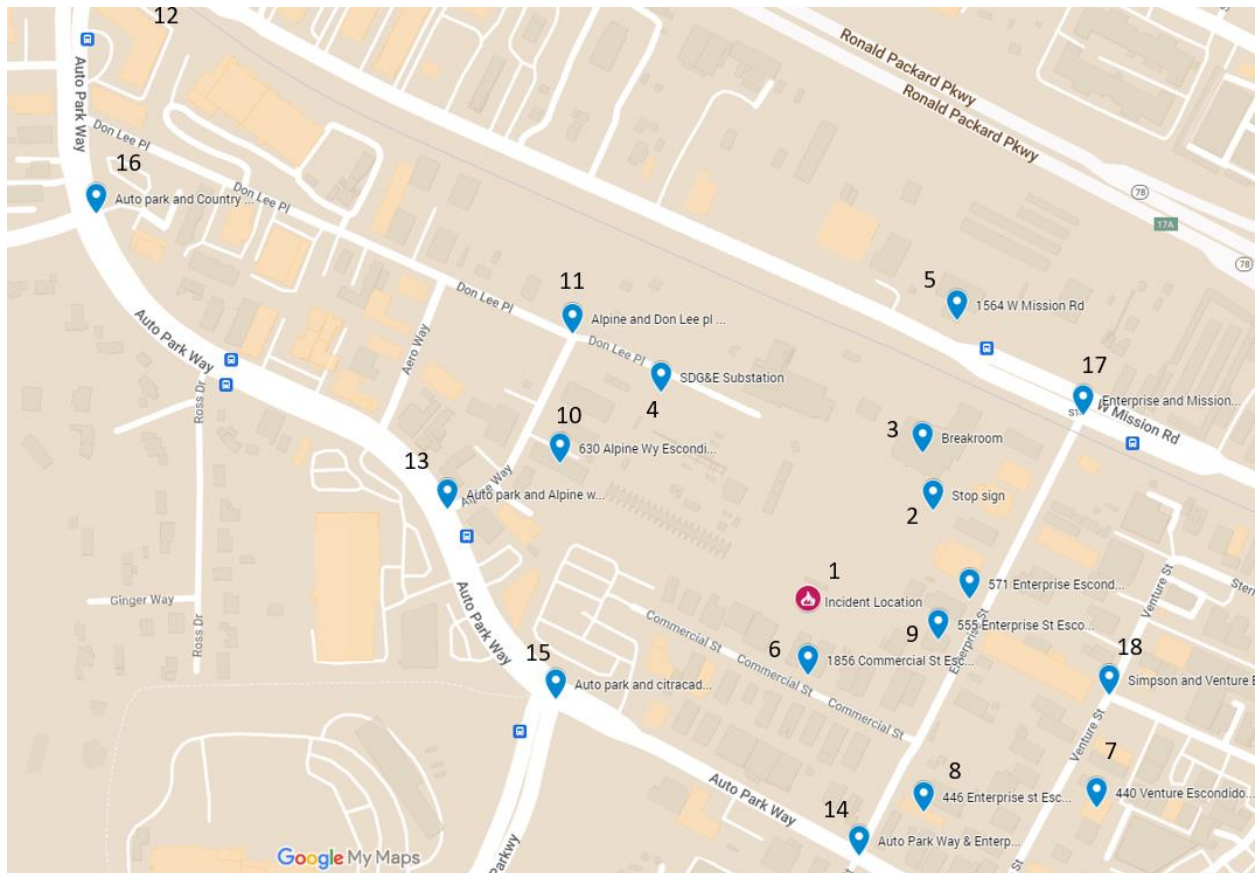 12
Auto Park Way
Ronald Packard Pkwy
Ronald Packard Pkwy
Don Lee Pl
16
Auto park and Country ...
Don Lee Pl
78
17A
78
11
Don Lee Pl
Alpine and Don Lee pl ...
5
1564 W Mission Rd
Auto Park Way
Aero Way
Don Lee Pl
SDG&E Substation
4
17
Enterprise and Mission...
W Mission Rd
Ross Dr
10
630 Alpine Wy Escondi...
3
Breakroom
13
Auto park and Alpine w...
Alpine Way
Stop sign
2
1
Incident Location
571 Enterprise Escond...
Venture St
Ginger Way
Ross Dr
Auto Park Way
Commercial St
555 Enterprise St Esco...
9
Enterprise St
6
1856 Commercial St Esc...
Commercial St
18
Simpson and Venture E
15
Auto park and citracad...
Commercial St
Venture St
Auto Park Way
8
446 Enterprise st Esc...
7
440 Venture Escondido...
14
Auto Park Way & Enterp...
Parkwy
St
Google My Maps